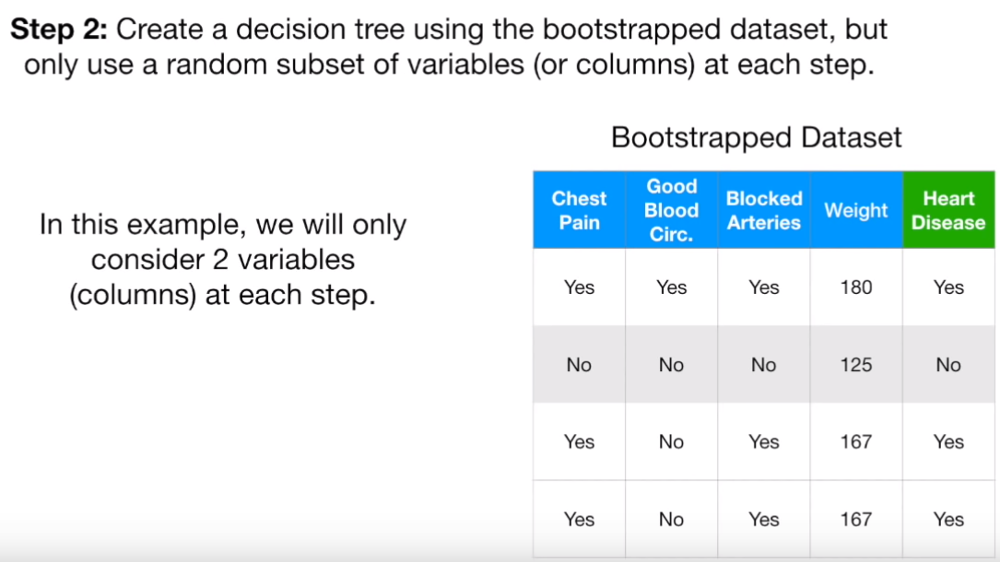 Step 2: Create a decision tree using the bootstrapped dataset, but
only use a random subset of variables (or columns) at each step.
In this example, we will only
consider 2 variables
(columns) at each step.
Bootstrapped Dataset
Chest Pain Good Blood Circ. Blocked Arteries Weight Heart Disease
Yes Yes Yes 180 Yes
No No No 125 No
Yes No Yes 167 Yes
Yes No Yes 167 Yes